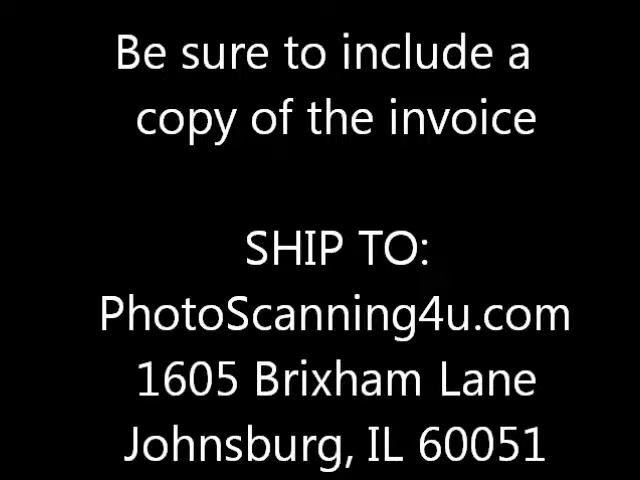 Be sure to include a
copy of the invoice
SHIP TO:
PhotoScanning4u.com
1605 Brixham Lane
Johnsburg, IL 60051